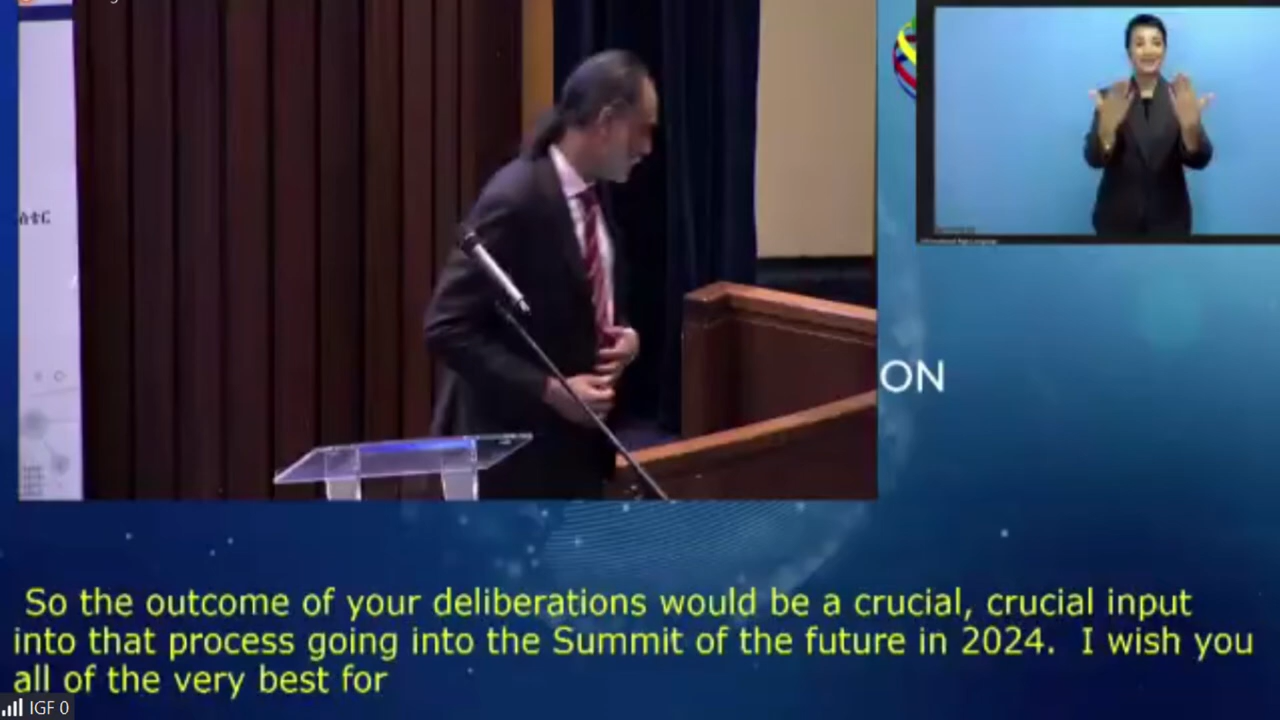 ON
So the outcome of your deliberations would be a crucial, crucial input
into that process going into the Summit of the future in 2024.  I wish you
all of the very best for
IGF 0